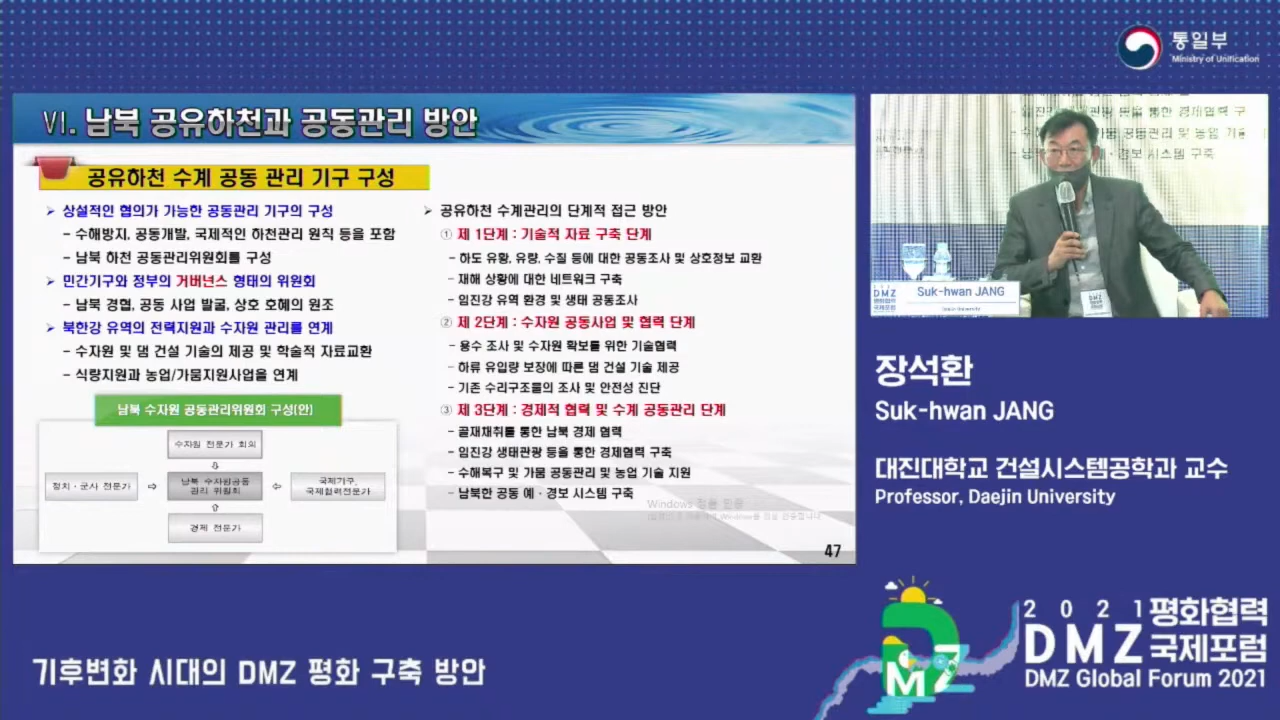 통일부
Ministry of Unification
VI. 남북 공유하천과 공동관리 방안
공유하천 수계 공동 관리 기구 구성
➢ 상설적인 협의가 가능한 공동관리 기구의 구성
– 수해방지, 공동개발, 국제적인 하천관리 원칙 등을 포함
– 남북 하천 공동관리위원회를 구성
➢ 민간기구와 정부의 거버넌스 형태의 위원회
– 남북 경협, 공동 사업 발굴, 상호 호혜의 원조
➢ 북한강 유역의 전력지원과 수자원 관리를 연계
– 수자원 및 댐 건설 기술의 제공 및 학술적 자료교환
– 식량지원과 농업/가뭄지원사업을 연계
남북 수자원 공동관리위원회 구성(안)
수자원 전문가 회의
정치 · 군사 전문가
남북 수자원공동
관리 위원회
국제기구,
국제협력전문가
경제 전문가
➢ 공유하천 수계관리의 단계적 접근 방안
① 제 1단계 : 기술적 자료 구축 단계
– 하도 유황, 유량, 수질 등에 대한 공동조사 및 상호정보 교환
– 재해 상황에 대한 네트워크 구축
– 임진강 유역 환경 및 생태 공동조사
② 제 2단계 : 수자원 공동사업 및 협력 단계
– 용수 조사 및 수자원 확보를 위한 기술협력
– 하류 유입량 보장에 따른 댐 건설 기술 제공
– 기존 수리구조물의 조사 및 안전성 진단
③ 제 3단계 : 경제적 협력 및 수계 공동관리 단계
– 골재채취를 통한 남북 경제 협력
– 임진강 생태관광 등을 통한 경제협력 구축
– 수해복구 및 가뭄 공동관리 및 농업 기술 지원
– 남북한 공동 예 · 경보 시스템 구축
Windows 정품 인증
47
Suk-hwan JANG
Daejin University
DMZ
장석환
Suk-hwan JANG
대진대학교 건설시스템공학과 교수
Professor, Daejin University
기후변화 시대의 DMZ 평화 구축 방안
DMZ
2021 평화협력
DMZ 국제포럼
DMZ Global Forum 2021